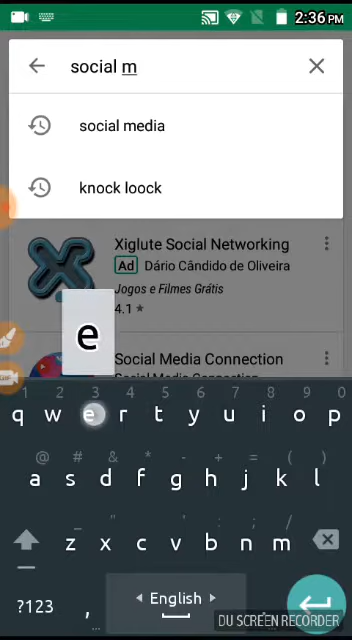 2:36 PM
social m
social media
knock loock
Xiglute Social Networking
Ad Dário Cândido de Oliveira
Jogos e Filmes Grátis
4.1 ★
e
Social Media Connection
1 2 3 4 5 6 7 8 9 0
q w e r t y u i o p
@ # & * - + = ( )
a s d f g h j k l
_ " ' : ; /
z x c v b n m
?123 , English
DU SCREEN RECORDER